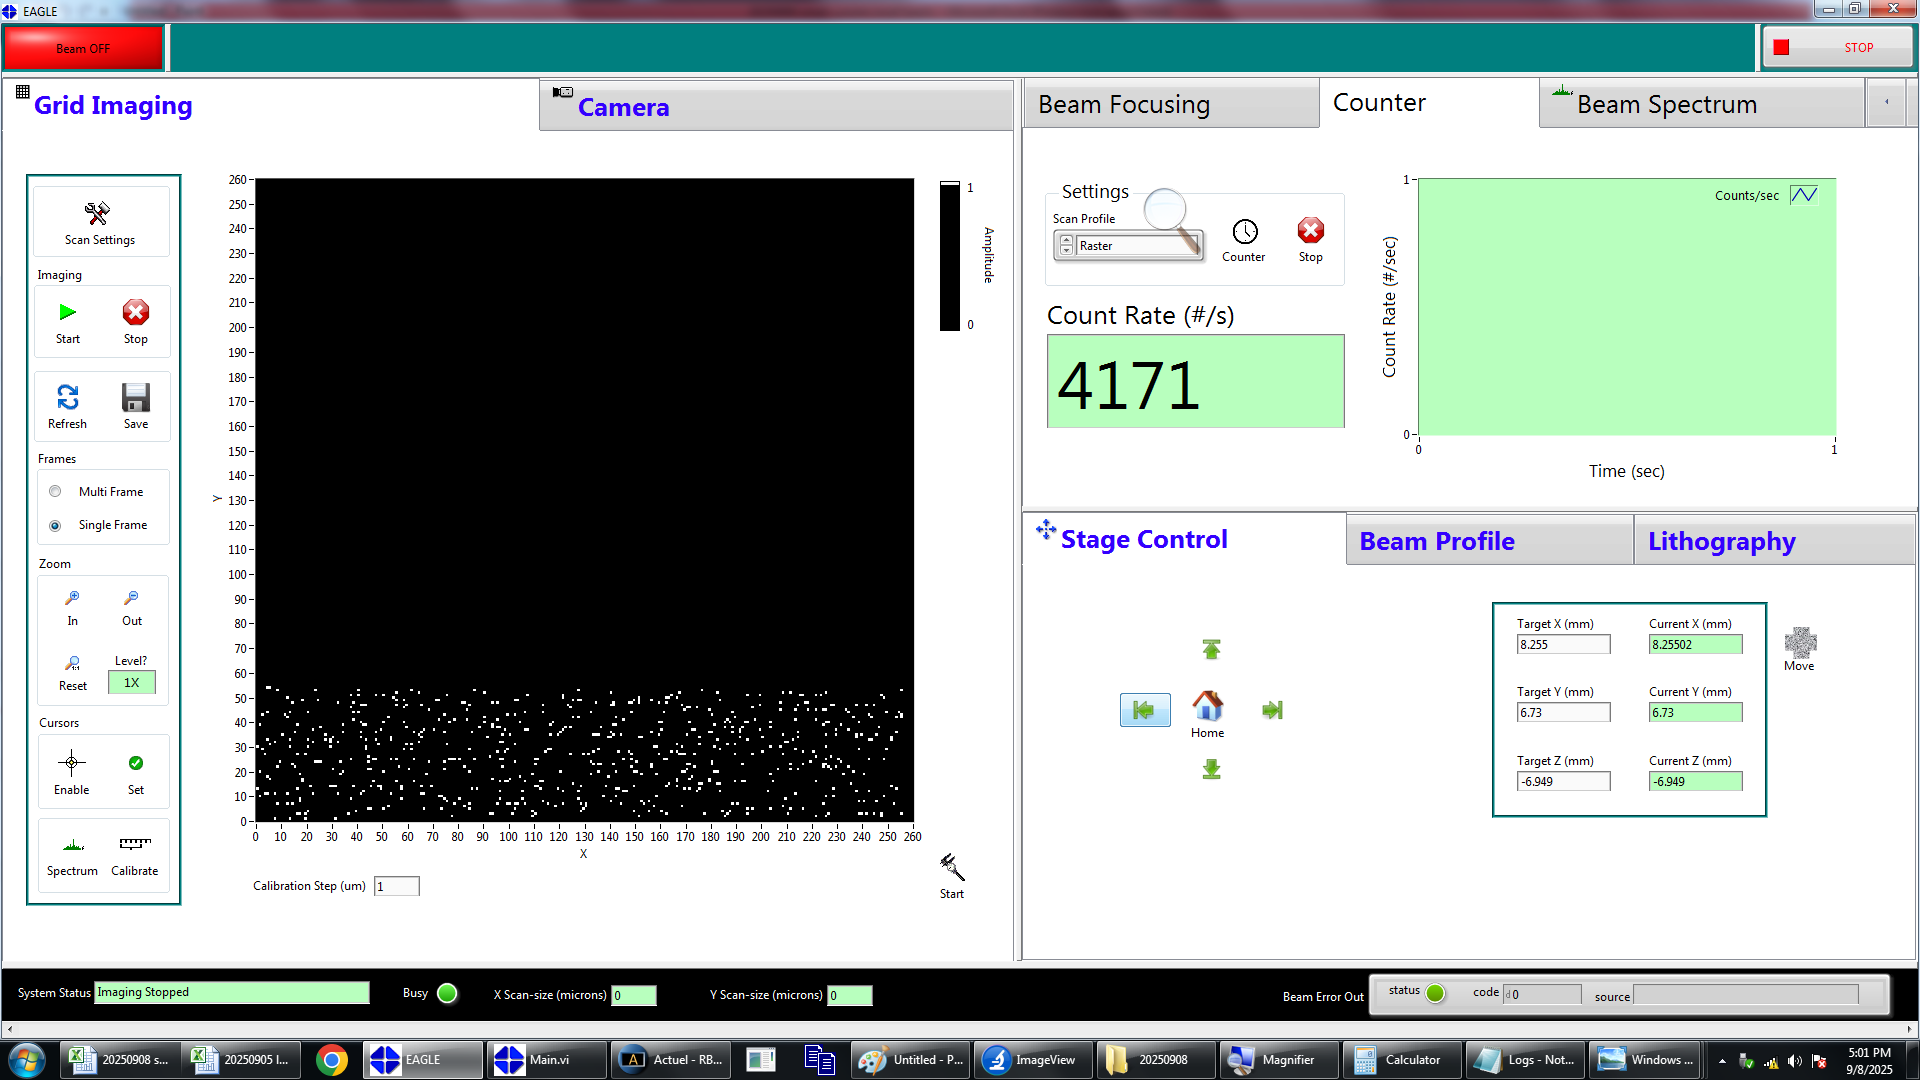 EAGLE
Beam OFF
STOP
Grid Imaging
Camera
Beam Focusing
Counter
Beam Spectrum
Scan Settings
Imaging
Start
Stop
Refresh
Save
Frames
Multi Frame
Single Frame
Zoom
In
Out
Reset
Level?
1X
Cursors
Enable
Set
Spectrum
Calibrate
260
250
240
230
220
210
200
190
180
170
160
150
140
130
120
110
100
90
80
70
60
50
40
30
20
10
0
Y
0 10 20 30 40 50 60 70 80 90 100 110 120 130 140 150 160 170 180 190 200 210 220 230 240 250 260
X
1
0
Amplitude
Calibration Step (um) 1
Start
Settings
Scan Profile
Raster
Counter
Stop
Count Rate (#/s)
4171
Counts/sec
Count Rate (#/sec)
1
0
0 1
Time (sec)
Stage Control
Beam Profile
Lithography
Home
Target X (mm) Current X (mm)
8.255 8.25502
Target Y (mm) Current Y (mm)
6.73 6.73
Target Z (mm) Current Z (mm)
-6.949 -6.949
Move
System Status Imaging Stopped
Busy
X Scan-size (microns) 0
Y Scan-size (microns) 0
Beam Error Out
status
code d 0
source
20250908 s...
20250905 l...
EAGLE
Main.vi
Actuel - RB...
Untitled - P...
ImageView
20250908
Magnifier
Calculator
Logs - Not...
Windows ...
5:01 PM
9/8/2025